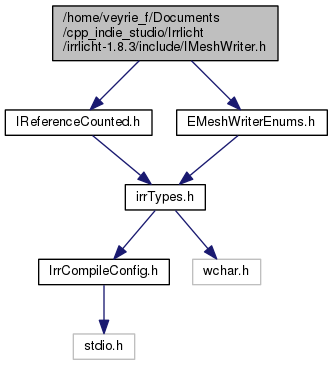 /home/veyrie_f/Documents
/cpp_indie_studio/Irrlicht
/irrlicht-1.8.3/include/IMeshWriter.h
IReferenceCounted.h
EMeshWriterEnums.h
irrTypes.h
IrrCompileConfig.h
wchar.h
stdio.h